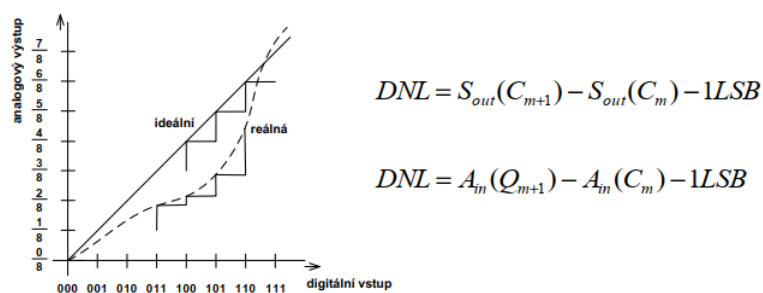 analogový výstup
7
8
6
8
5
8
4
8
3
8
2
8
1
8
0
8
ideální
reálná
000 001 010 011 100 101 110 111
digitální vstup
DNL = S_out(C_{m+1}) − S_out(C_m) − 1LSB
DNL = A_in(Q_{m+1}) − A_in(C_m) − 1LSB